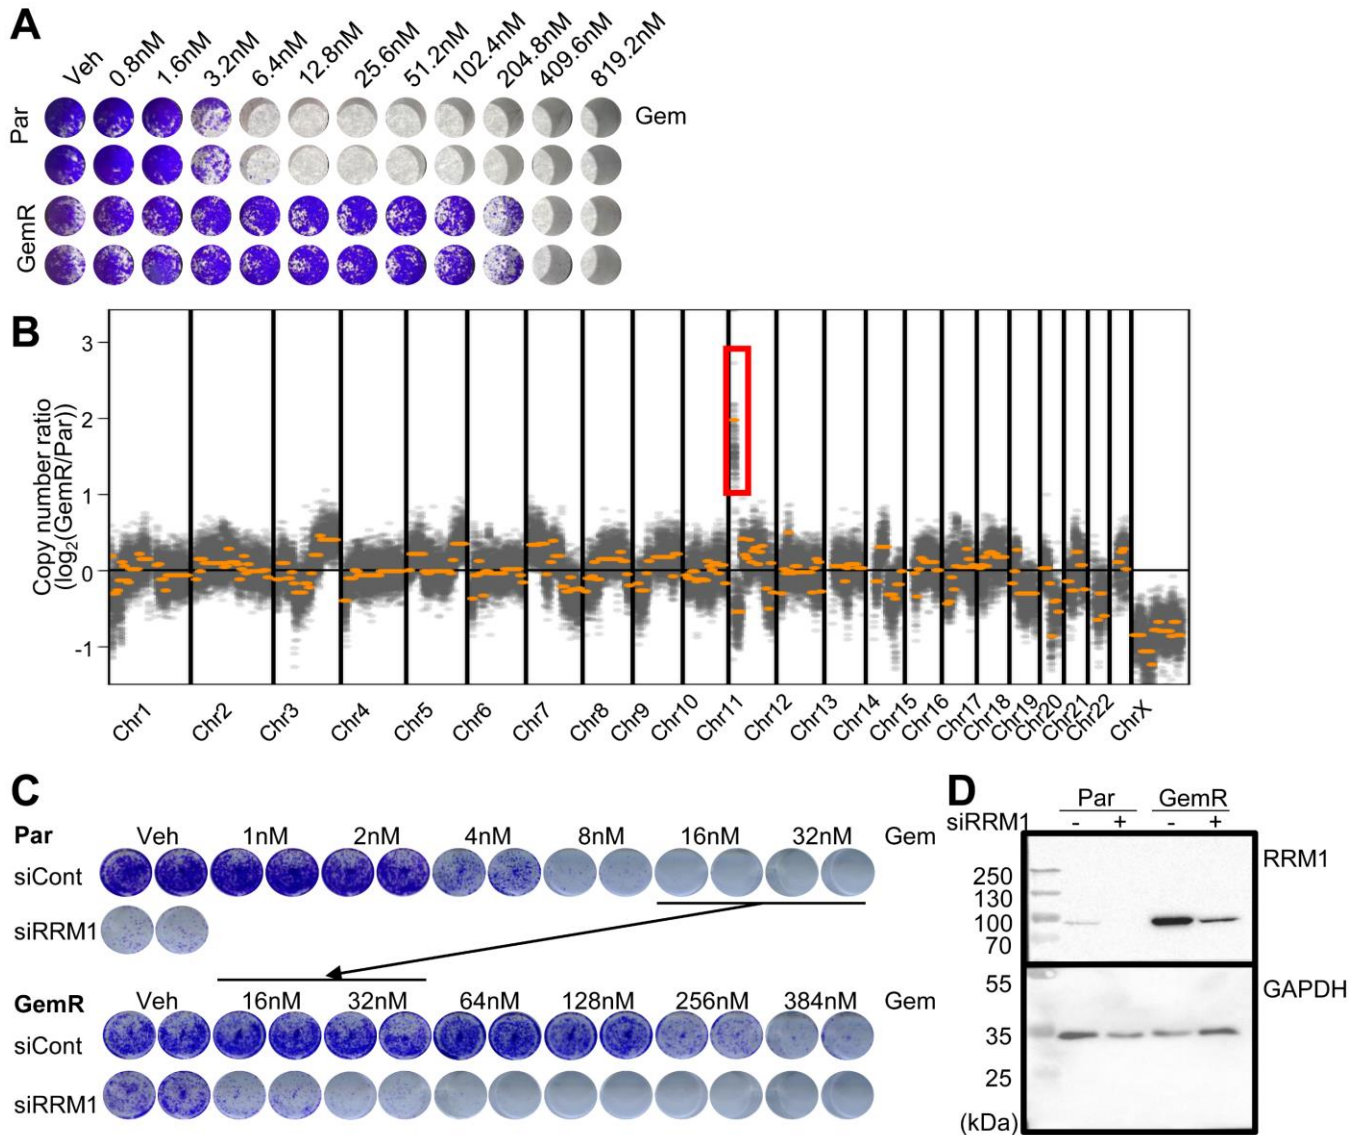 A
Veh 0.8nM 1.6nM 3.2nM 6.4nM 12.8nM 25.6nM 51.2nM 102.4nM 204.8nM 409.6nM 819.2nM
Par
Gem
GemR
B
Copy number ratio
(log₂(GemR/Par))
3
2
1
0
-1
Chr1 Chr2 Chr3 Chr4 Chr5 Chr6 Chr7 Chr8 Chr9 Chr10 Chr11 Chr12 Chr13 Chr14 Chr15 Chr16 Chr17 Chr18 Chr19 Chr20 Chr21 Chr22 ChrX
C
Par Veh 1nM 2nM 4nM 8nM 16nM 32nM Gem
siCont
siRRM1
GemR Veh 16nM 32nM 64nM 128nM 256nM 384nM Gem
siCont
siRRM1
D
Par GemR
siRRM1 - + - +
RRM1
250
130
100
70
55
GAPDH
35
25
(kDa)